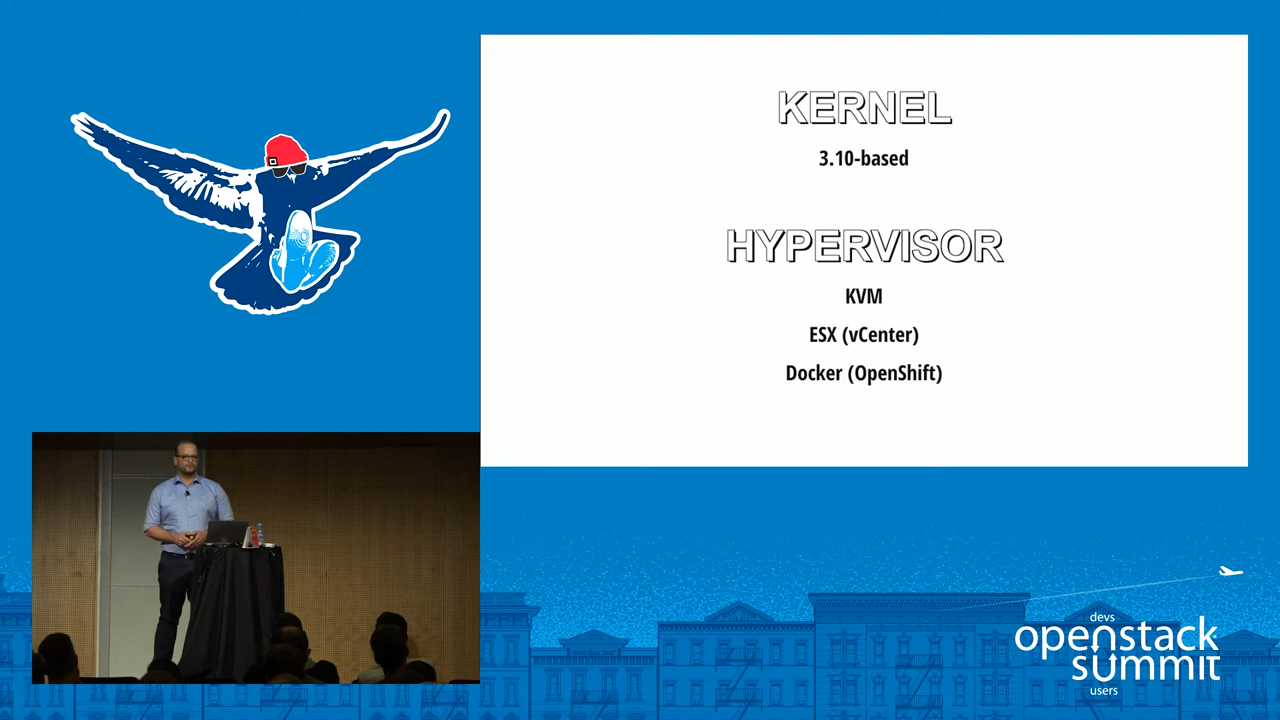 KERNEL
3.10-based
HYPERVISOR
KVM
ESX (vCenter)
Docker (OpenShift)
devs
openstack
summit
users